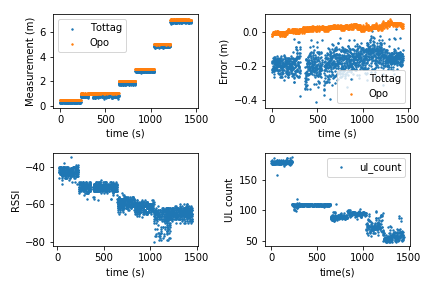 Measurement (m)
6
4
2
0
Tottag
Opo
0
500
1000
1500
time (s)
Error (m)
0.0
−0.2
−0.4
Tottag
Opo
0
500
1000
1500
time (s)
RSSI
−40
−60
−80
0
500
1000
1500
time (s)
UL count
150
100
50
ul_count
0
500
1000
1500
time(s)